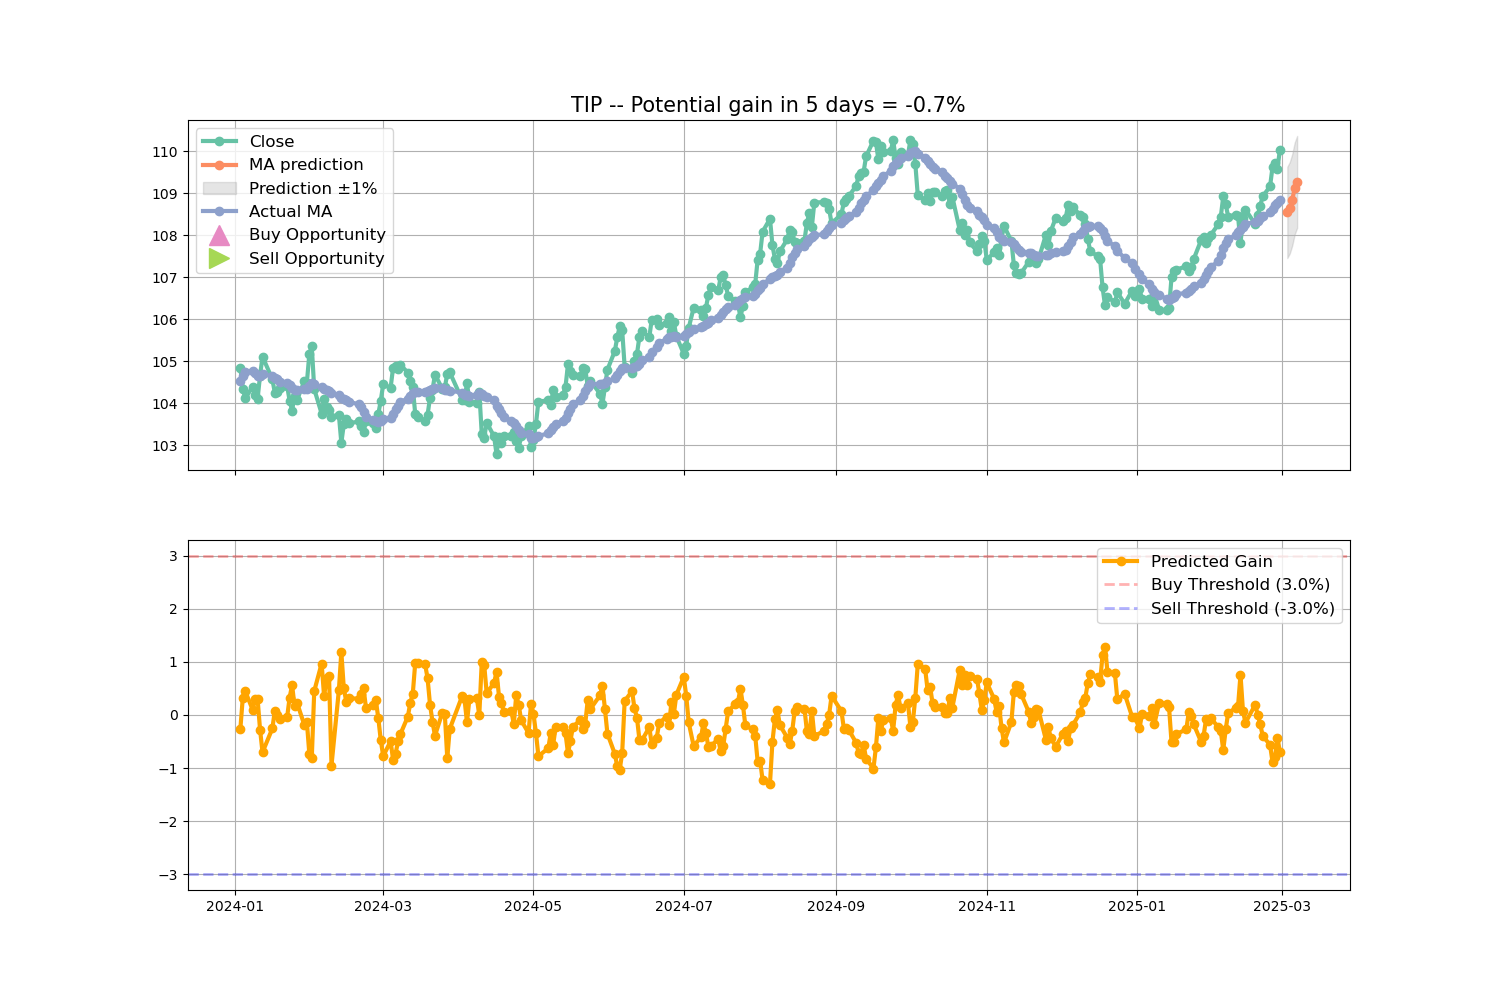 TIP -- Potential gain in 5 days = -0.7%
Close
MA prediction
Prediction ±1%
Actual MA
Buy Opportunity
Sell Opportunity
110
109
108
107
106
105
104
103
Predicted Gain
Buy Threshold (3.0%)
Sell Threshold (-3.0%)
3
2
1
0
−1
−2
−3
2024-01 2024-03 2024-05 2024-07 2024-09 2024-11 2025-01 2025-03